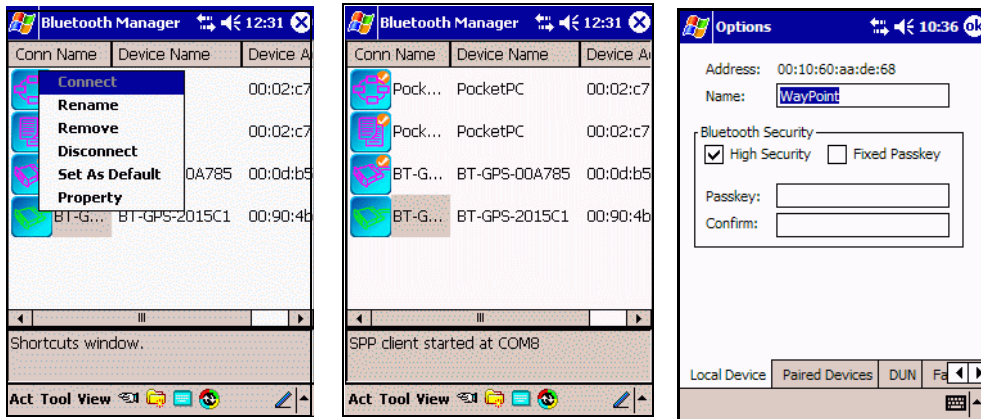 Bluetooth Manager 12:31
Conn Name Device Name Device A
Connect
Rename
Remove
Disconnect
Set As Default
Property
00:02:c7
00:02:c7
0A785 00:0d:b5
BT-G... BT-GPS-2015C1 00:90:4b
Shortcuts window.
Act Tool View
Bluetooth Manager 12:31
Conn Name Device Name Device A
Pock... PocketPC 00:02:c7
Pock... PocketPC 00:02:c7
BT-G... BT-GPS-00A785 00:0d:b5
BT-G... BT-GPS-2015C1 00:90:4b
SPP client started at COM8
Act Tool View
Options 10:36 ok
Address: 00:10:60:aa:de:68
Name: WayPoint
Bluetooth Security
High Security Fixed Passkey
Passkey:
Confirm:
Local Device Paired Devices DUN Fa